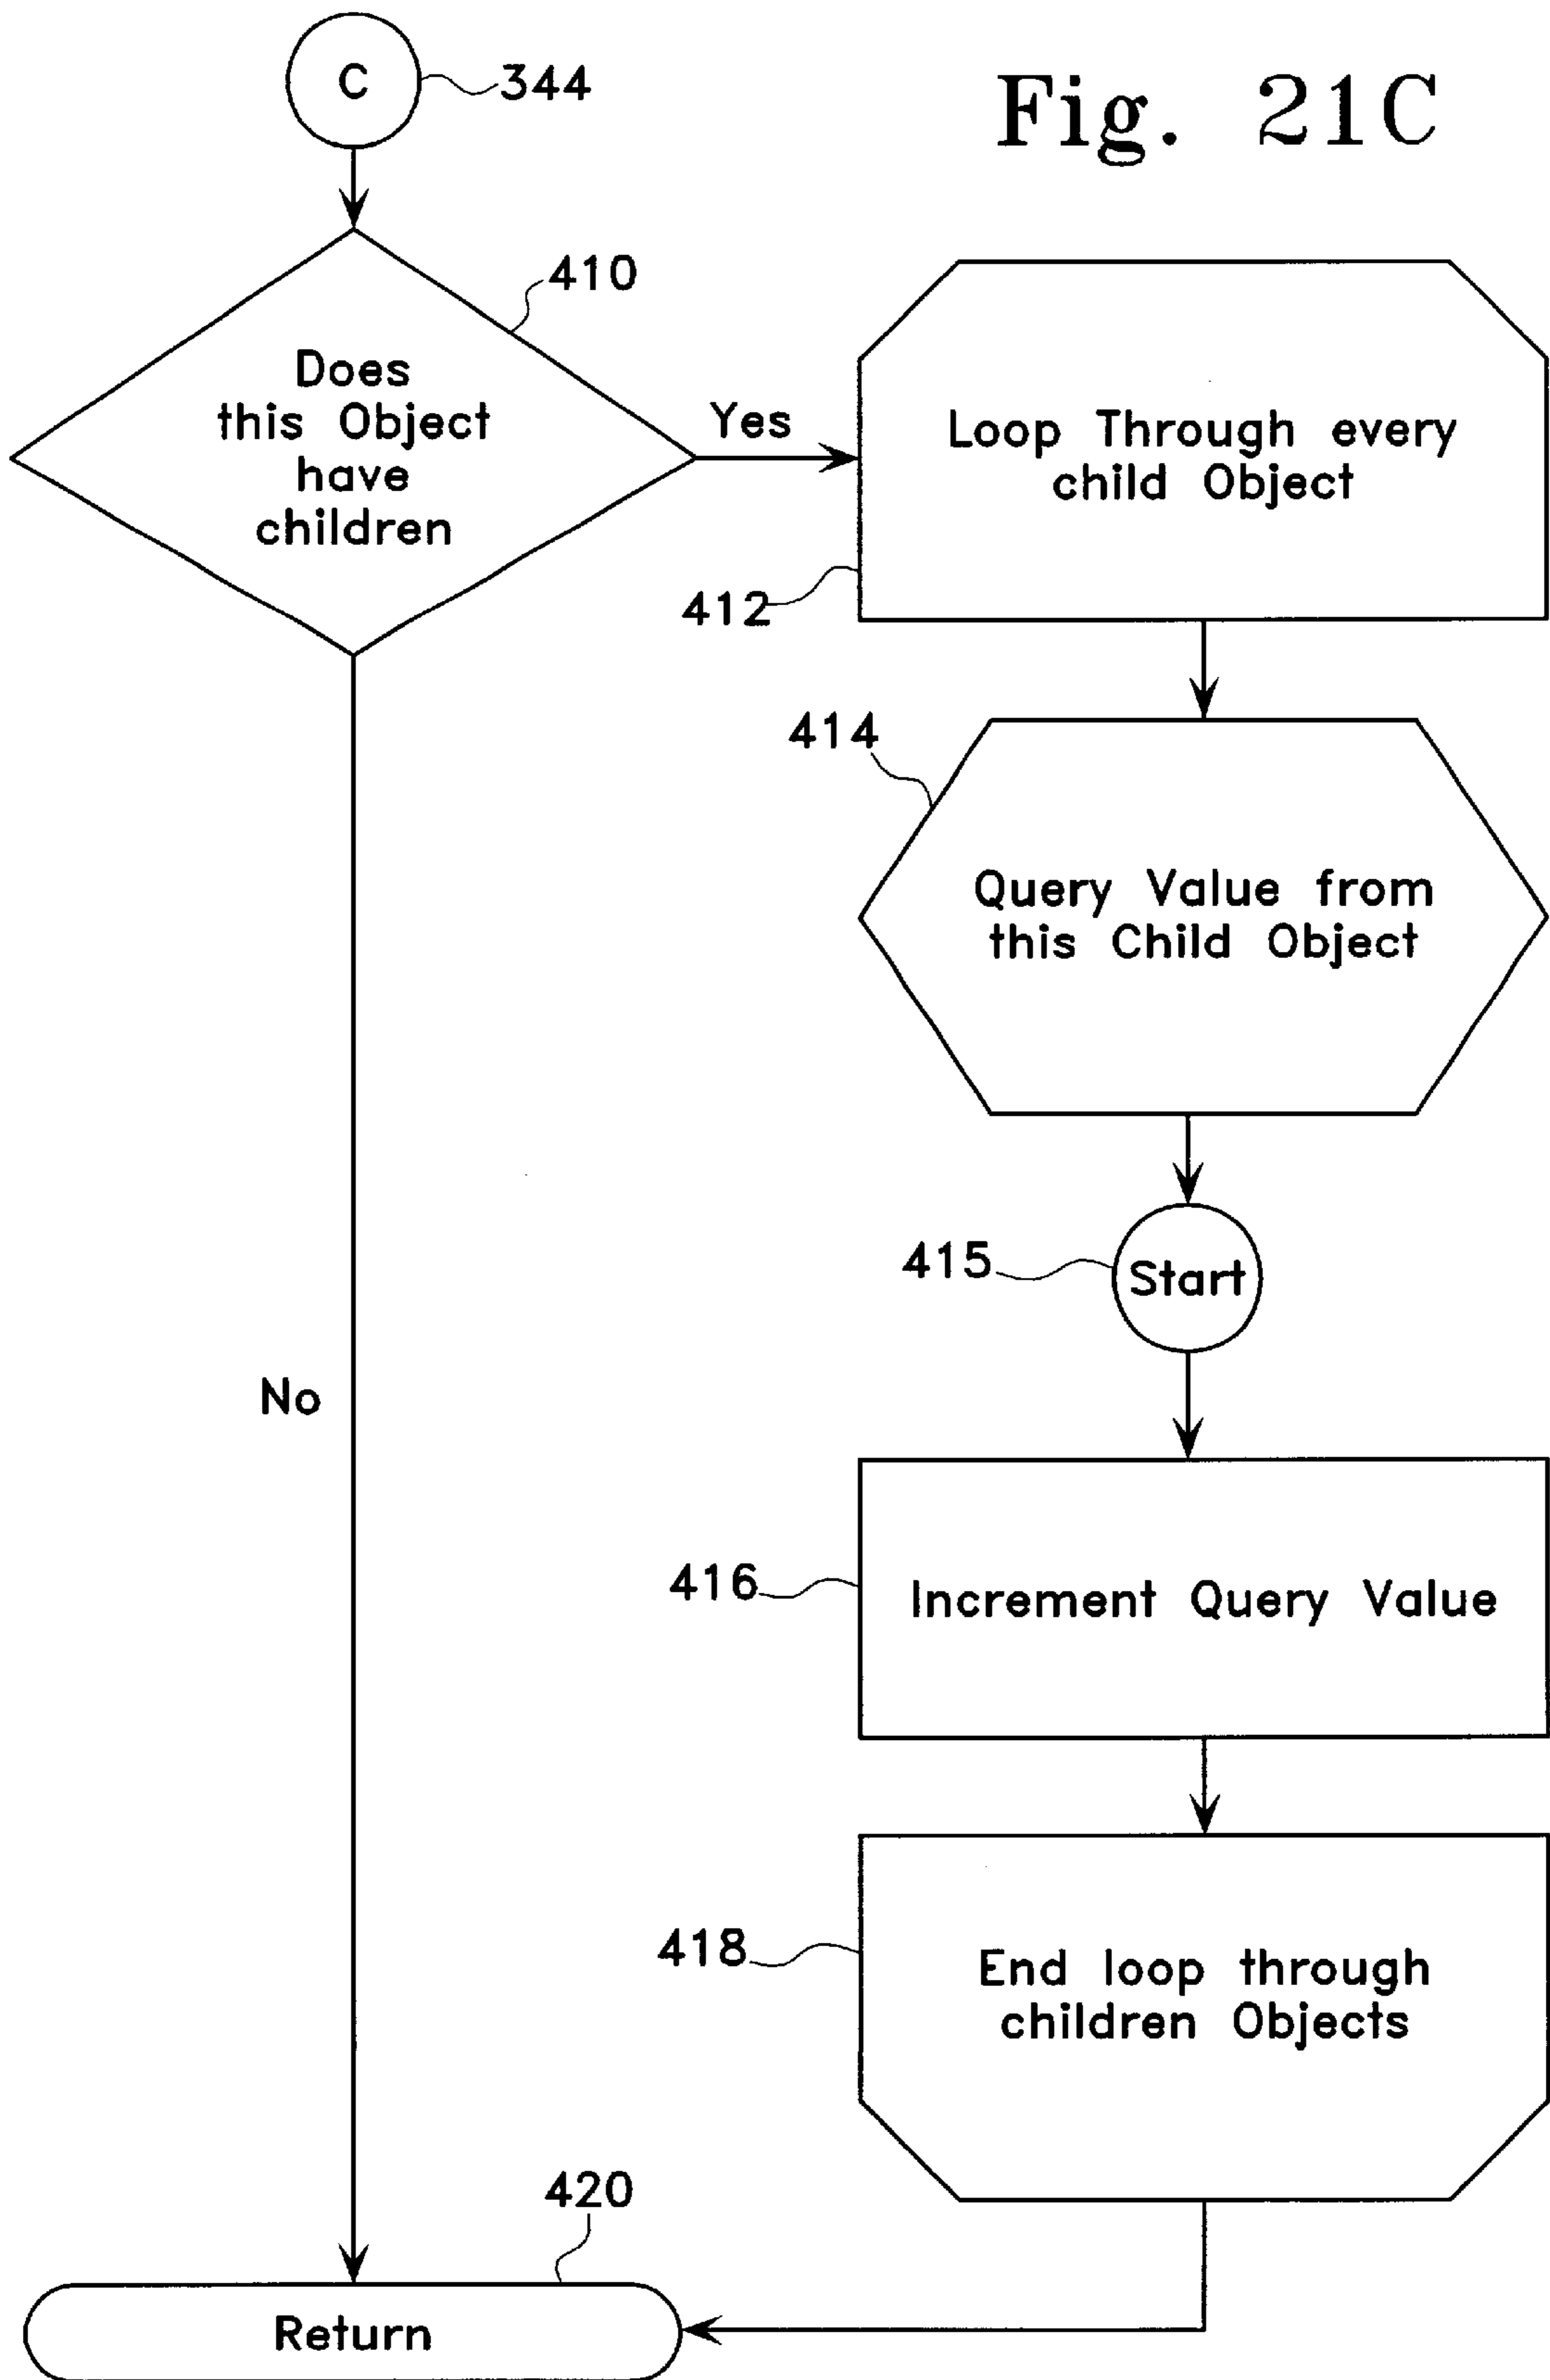 C
344
Fig. 21C
410
Does
this Object
have
children
Yes
Loop Through every
child Object
412
414
Query Value from
this Child Object
415
Start
No
416
Increment Query Value
418
End loop through
children Objects
420
Return